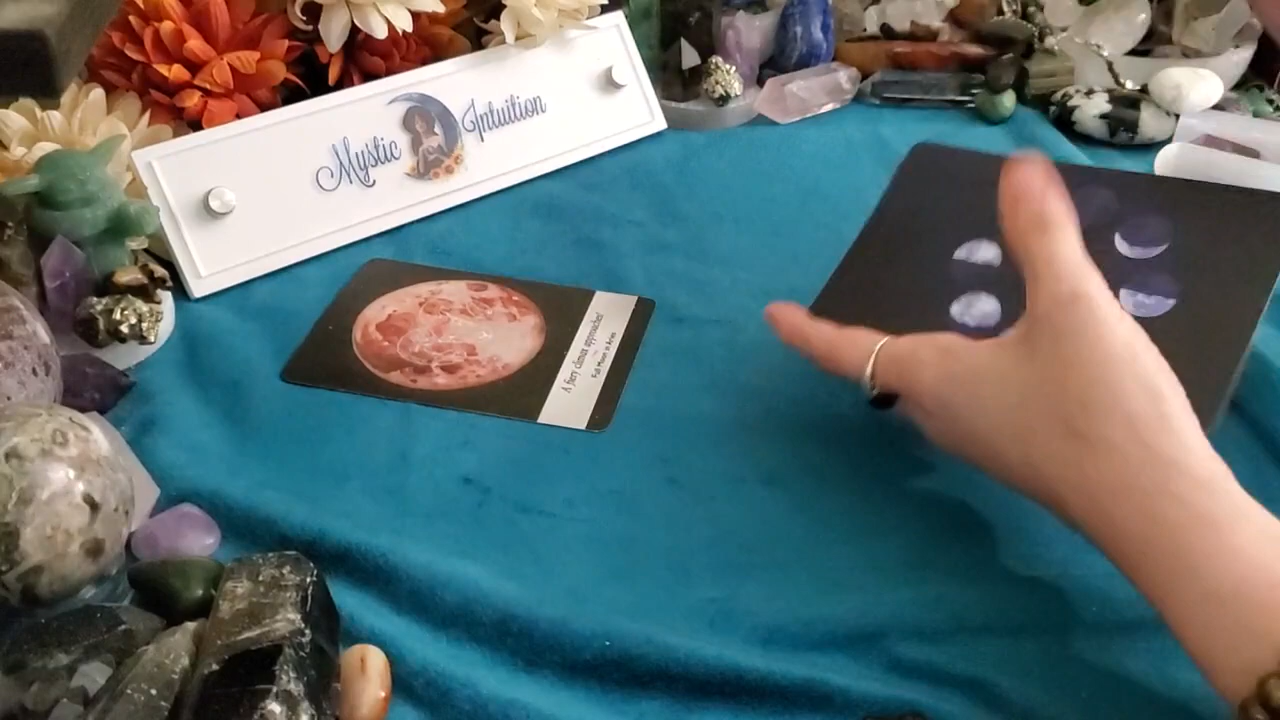 Mystic Intuition
A fiery climax approaches!
Full Moon in Aries